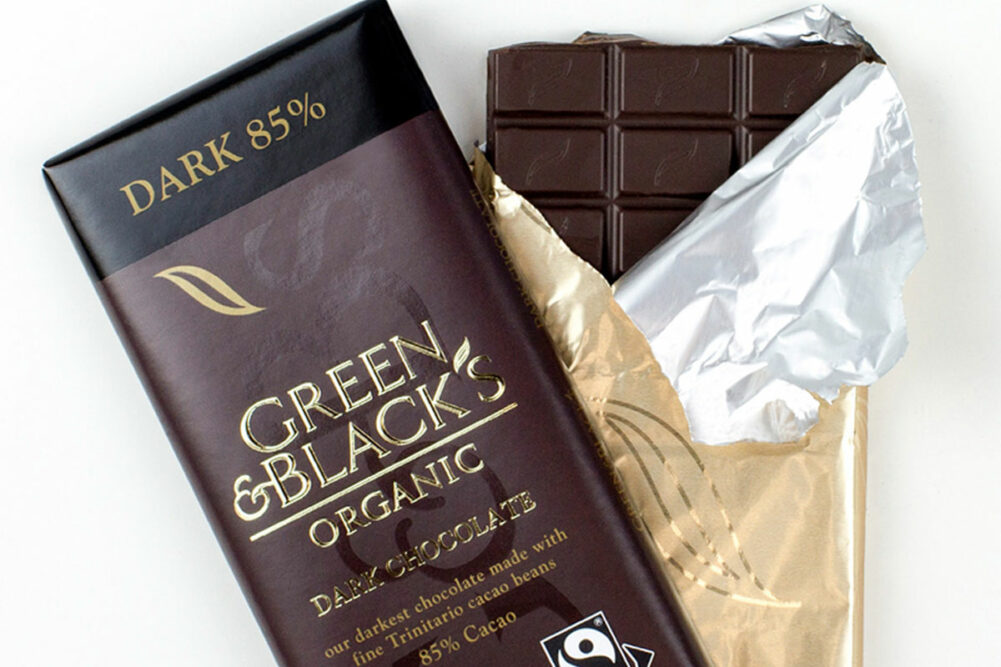 DARK 85%
GREEN
&BLACK'S
ORGANIC
DARK CHOCOLATE
our darkest chocolate made with
fine Trinitario cacao beans
85% Cacao